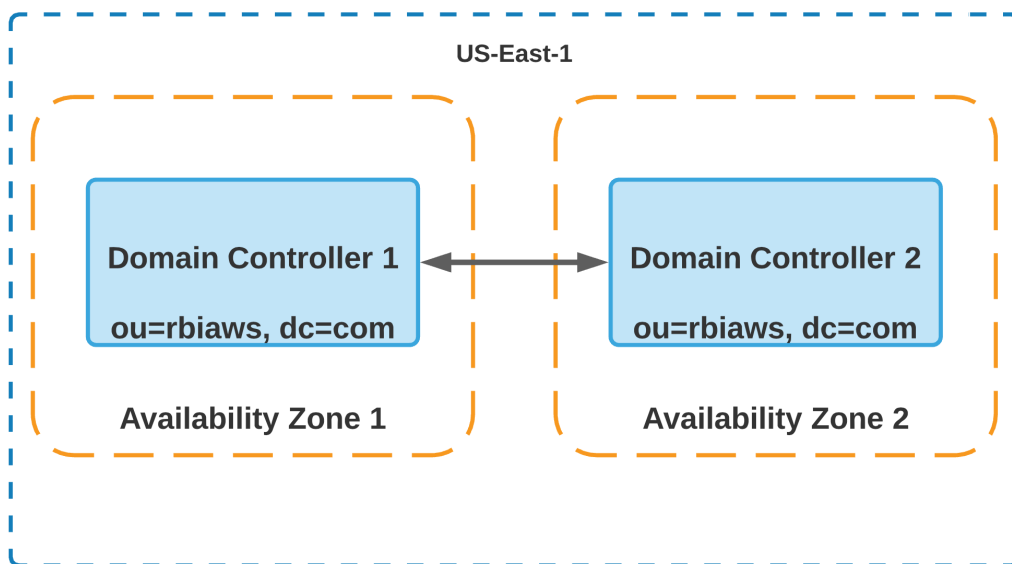 US-East-1
Domain Controller 1
ou=rbiaws, dc=com
Availability Zone 1
Domain Controller 2
ou=rbiaws, dc=com
Availability Zone 2